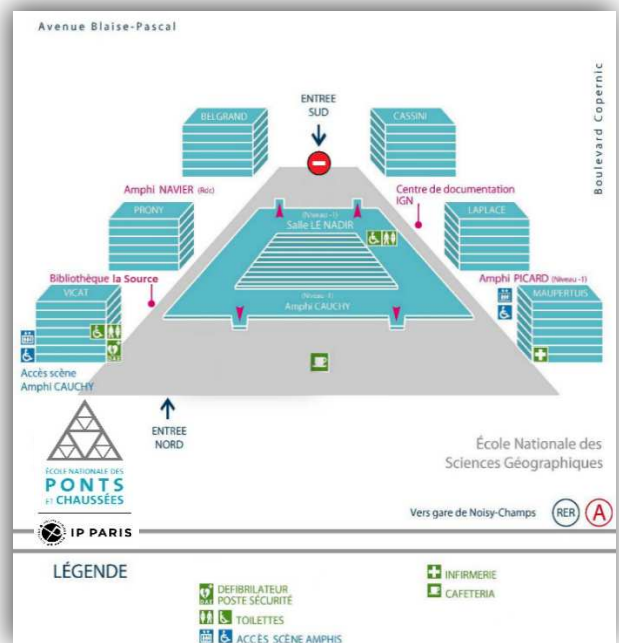 Avenue Blaise-Pascal
Boulevard Copernic
ENTREE
SUD
BELGRAND
CASSINI
Amphi NAVIER (Rdc)
Centre de documentation
IGN
PRONY
LAPLACE
(Niveau -1)
Salle LE NADIR
Bibliothèque la Source
Amphi PICARD (Niveau -1)
VICAT
MAUPERTUIS
(Niveau -1)
Amphi CAUCHY
Accès scène
Amphi CAUCHY
ENTREE
NORD
École Nationale des
Sciences Géographiques
ÉCOLE NATIONALE DES
PONTS
ET CHAUSSÉES
IP PARIS
Vers gare de Noisy-Champs
RER
A
LÉGENDE
DEFIBRILATEUR
POSTE SÉCURITÉ
TOILETTES
ACCÈS SCÈNE AMPHIS
INFIRMERIE
CAFETERIA